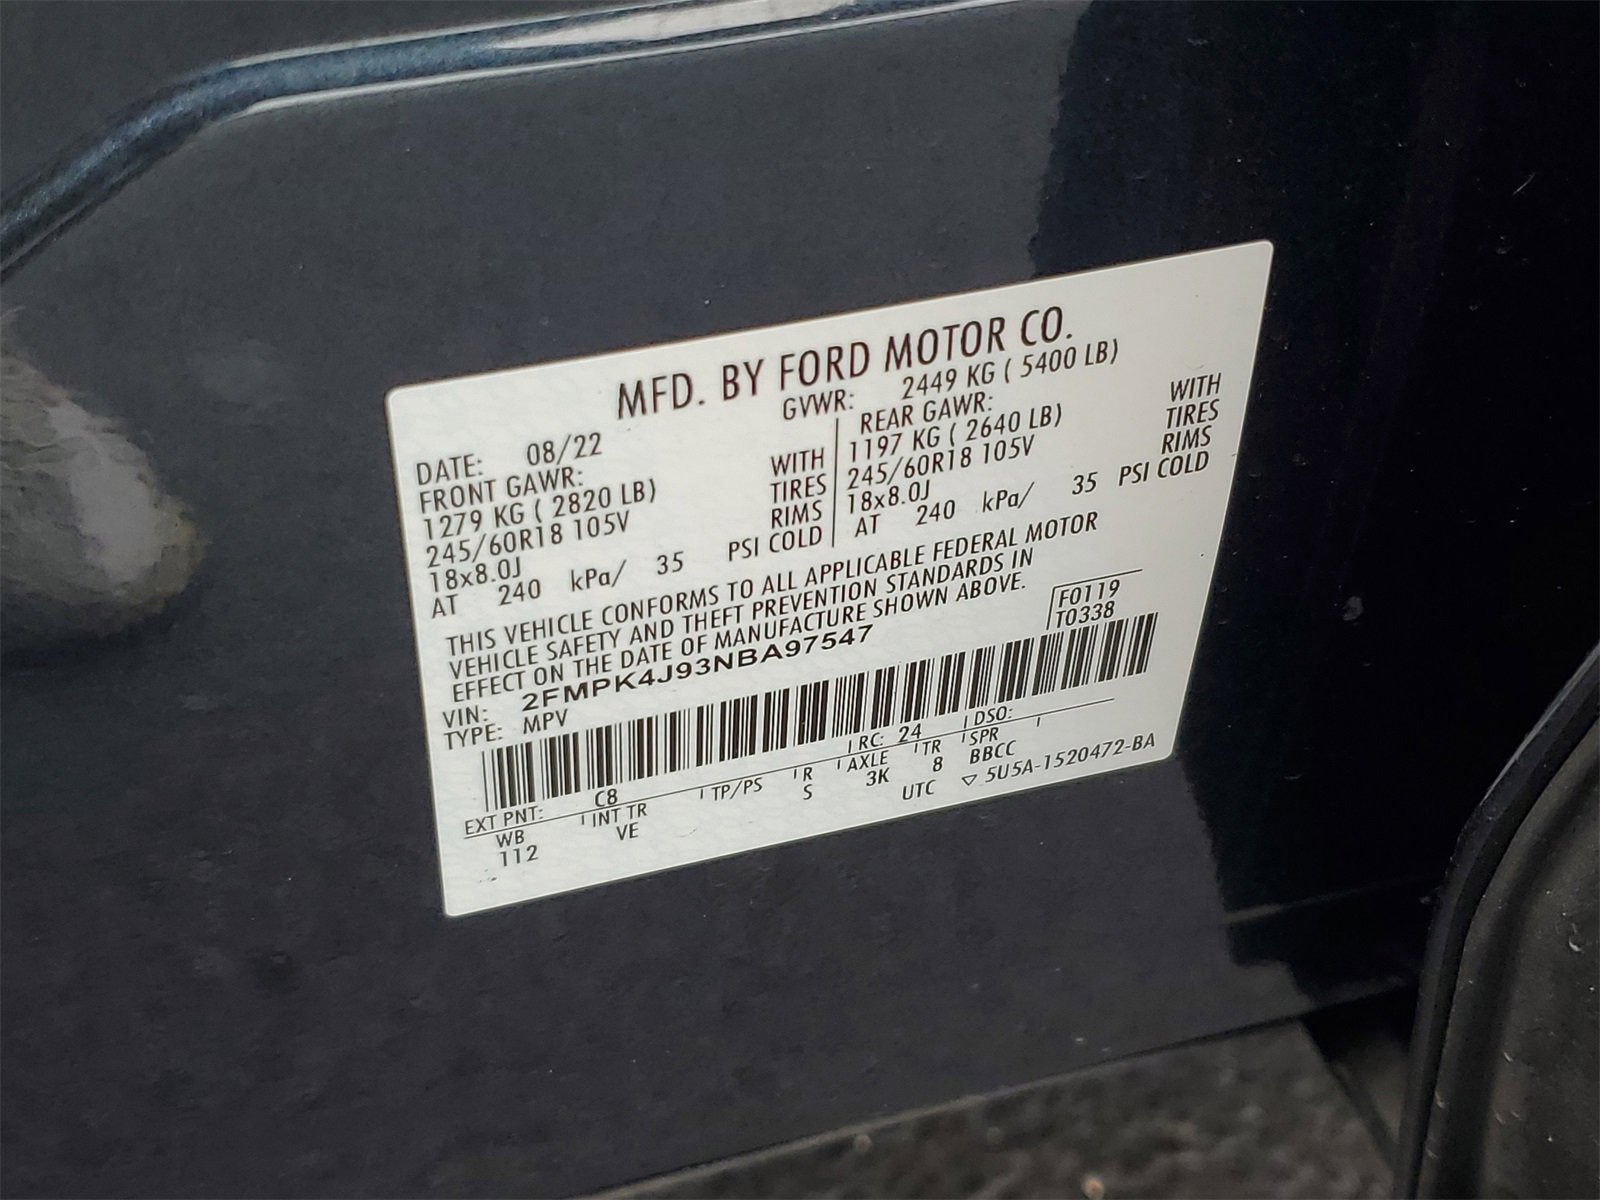 MFD. BY FORD MOTOR CO.
DATE: 08/22
GVWR: 2449 KG ( 5400 LB)
FRONT GAWR:
1279 KG ( 2820 LB) WITH
245/60R18 105V TIRES
18x8.0J RIMS
AT 240 kPa/ 35 PSI COLD
REAR GAWR:
1197 KG ( 2640 LB) WITH
245/60R18 105V TIRES
18x8.0J RIMS
AT 240 kPa/ 35 PSI COLD
THIS VEHICLE CONFORMS TO ALL APPLICABLE FEDERAL MOTOR
VEHICLE SAFETY AND THEFT PREVENTION STANDARDS IN
EFFECT ON THE DATE OF MANUFACTURE SHOWN ABOVE.
F0119
T0338
VIN: 2FMPK4J93NBA97547
TYPE: MPV
EXT PNT: C8 RC: 24 DSO:
WB INT TR TP/PS R AXLE TR SPR
112 VE S 3K 8 BBCC
UTC ▽ 5U5A-1520472-BA